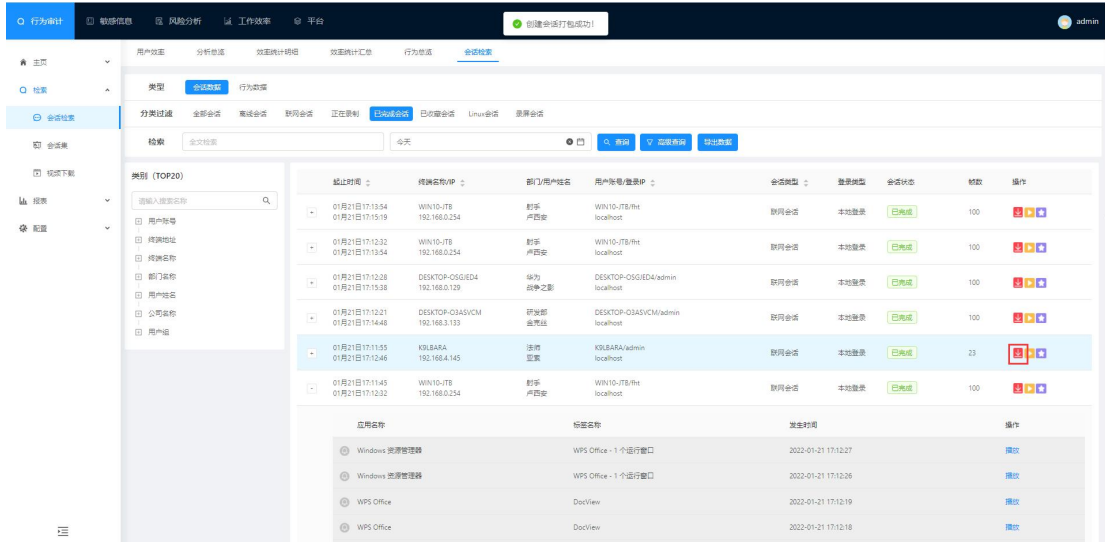 行为审计 敏感信息 风险分析 工作效率 平台 创建会话打包成功! admin
用户效率 分析总览 效率统计明细 效率统计汇总 行为总览 会话检索
主页
检索
会话检索
会话集
视频下载
报表
配置
类型 会话数据 行为数据
分类过滤 全部会话 离线会话 联网会话 正在录制 已完成会话 已收藏会话 Linux会话 录屏会话
检索 全文检索 今天 查询 高级查询 导出数据
类别 (TOP20)
请输入搜索名称
用户账号
终端地址
终端名称
部门名称
用户姓名
公司名称
用户组
起止时间 终端名称/IP 部门/用户姓名 用户账号/登录IP 会话类型 登录类型 会话状态 帧数 操作
01月21日17:13:54 WIN10-JTB 射手 WIN10-JTB/fht 联网会话 本地登录 已完成 100
01月21日17:15:19 192.168.0.254 卢西安 localhost
01月21日17:12:32 WIN10-JTB 射手 WIN10-JTB/fht 联网会话 本地登录 已完成 100
01月21日17:13:54 192.168.0.254 卢西安 localhost
01月21日17:12:28 DESKTOP-OSGJED4 华为 DESKTOP-OSGJED4/admin 联网会话 本地登录 已完成 100
01月21日17:15:38 192.168.0.129 战争之影 localhost
01月21日17:12:21 DESKTOP-O3ASVCM 研发部 DESKTOP-O3ASVCM/admin 联网会话 本地登录 已完成 100
01月21日17:14:48 192.168.3.133 金克丝 localhost
01月21日17:11:55 K9LBARA 法师 K9LBARA/admin 联网会话 本地登录 已完成 23
01月21日17:12:46 192.168.4.145 亚索 localhost
01月21日17:11:45 WIN10-JTB 射手 WIN10-JTB/fht 联网会话 本地登录 已完成 100
01月21日17:12:32 192.168.0.254 卢西安 localhost
应用名称 标签名称 发生时间 操作
Windows 资源管理器 WPS Office - 1 个运行窗口 2022-01-21 17:12:27 播放
Windows 资源管理器 WPS Office - 1 个运行窗口 2022-01-21 17:12:26 播放
WPS Office DocView 2022-01-21 17:12:19 播放
WPS Office DocView 2022-01-21 17:12:18 播放